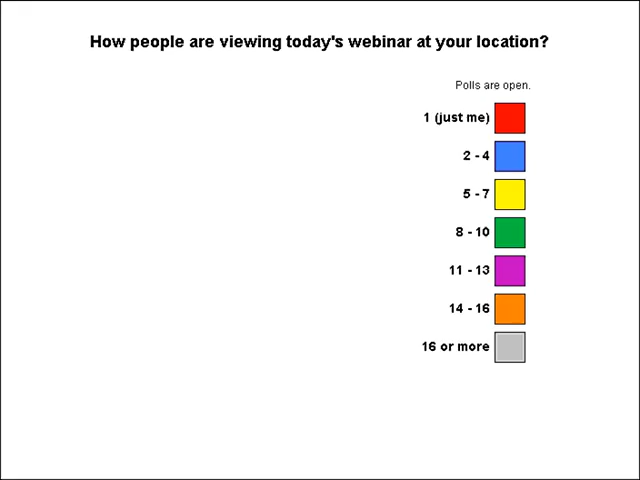 How people are viewing today's webinar at your location?
Polls are open.
1 (just me)
2 - 4
5 - 7
8 - 10
11 - 13
14 - 16
16 or more